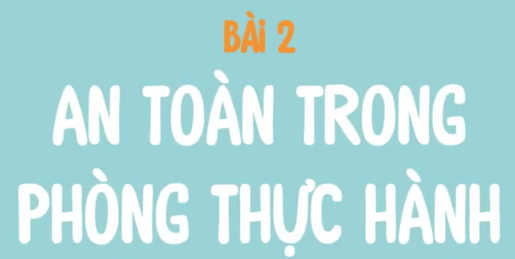 BÀI 2
AN TOÀN TRONG
PHÒNG THỰC HÀNH